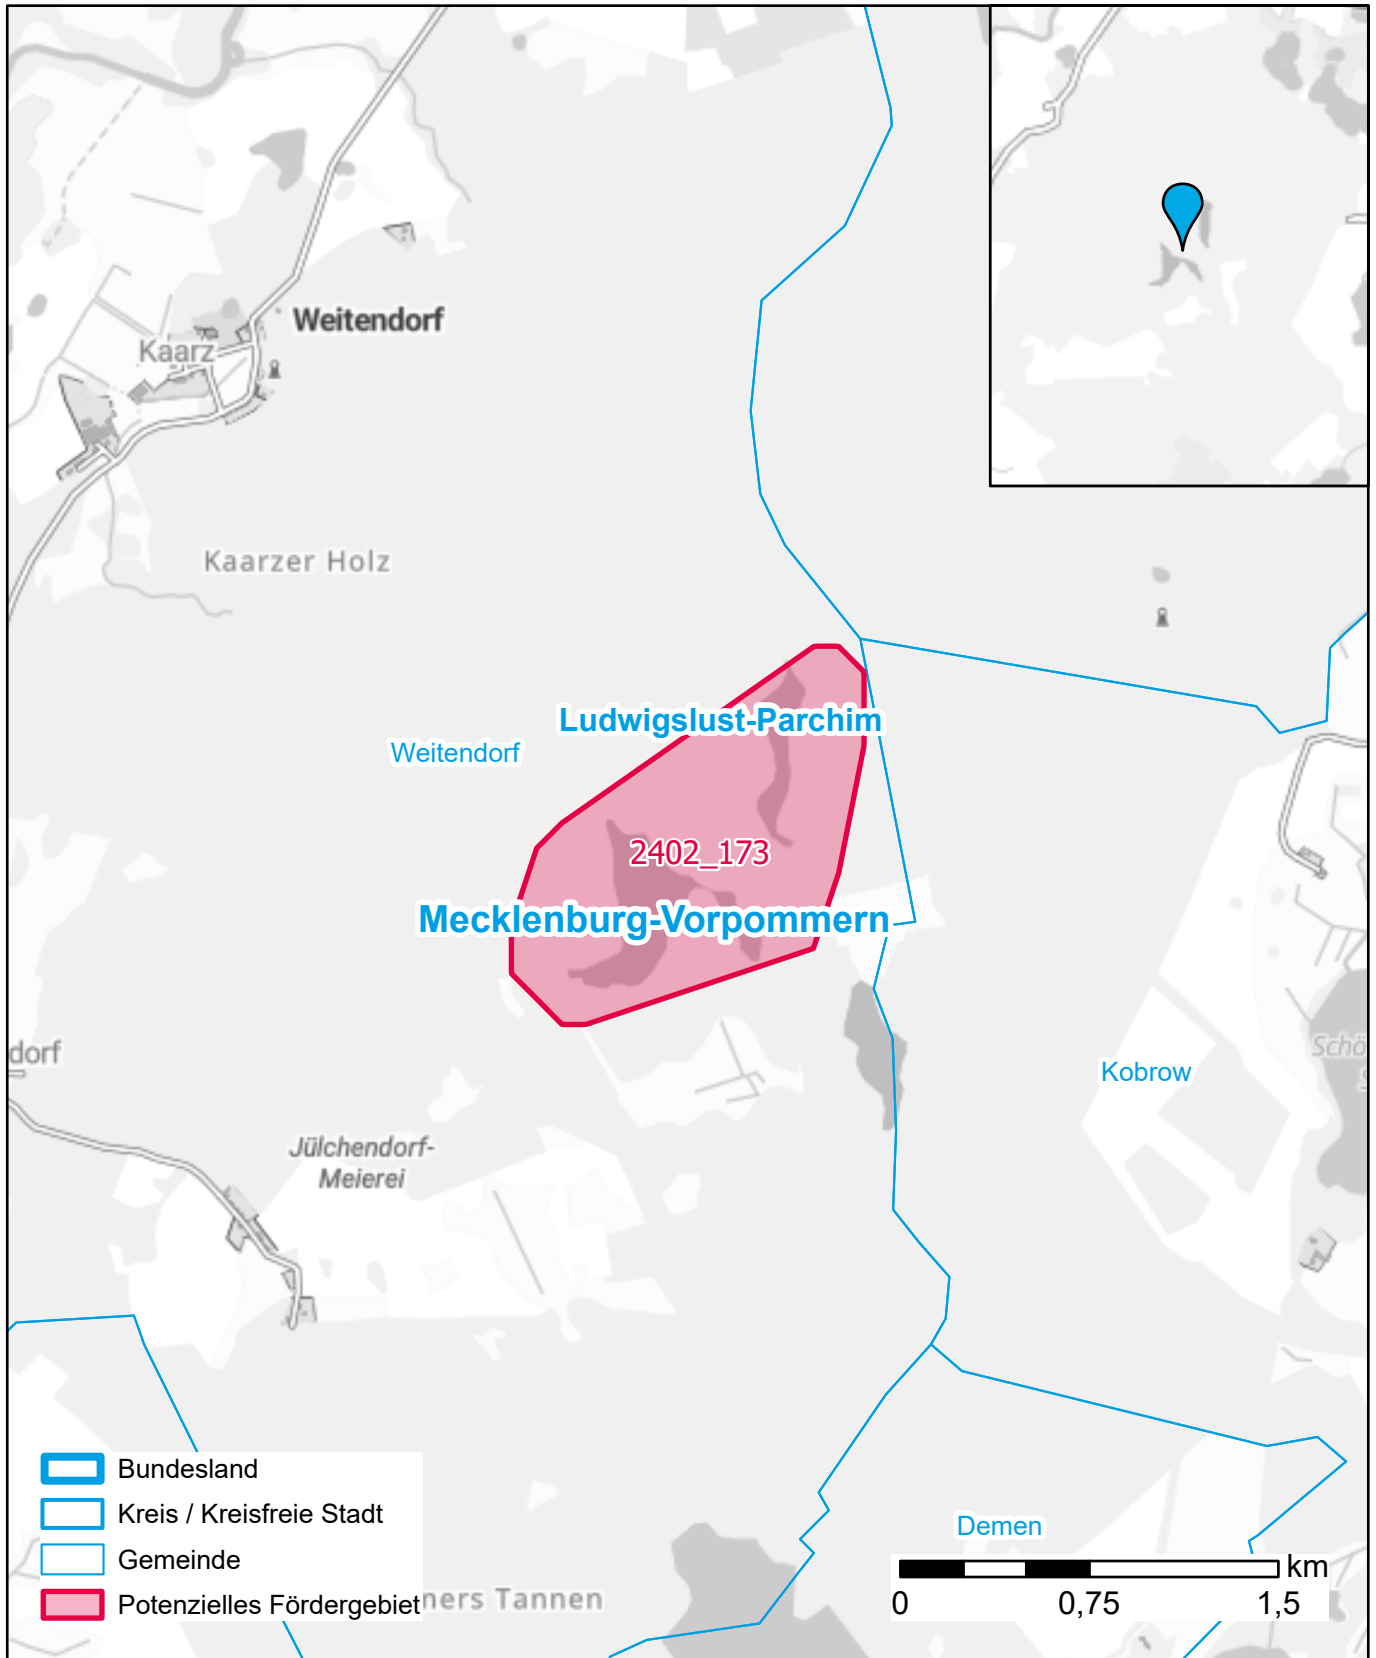 Weitendorf
Kaarz
Kaarzer Holz
Ludwigslust-Parchim
Weitendorf
2402_173
Mecklenburg-Vorpommern
dorf
Schö
Kobrow
Jülchendorf-
Meierei
Bundesland
Kreis / Kreisfreie Stadt
Gemeinde
Potenzielles Fördergebiet
ners Tannen
Demen
km
0 0,75 1,5